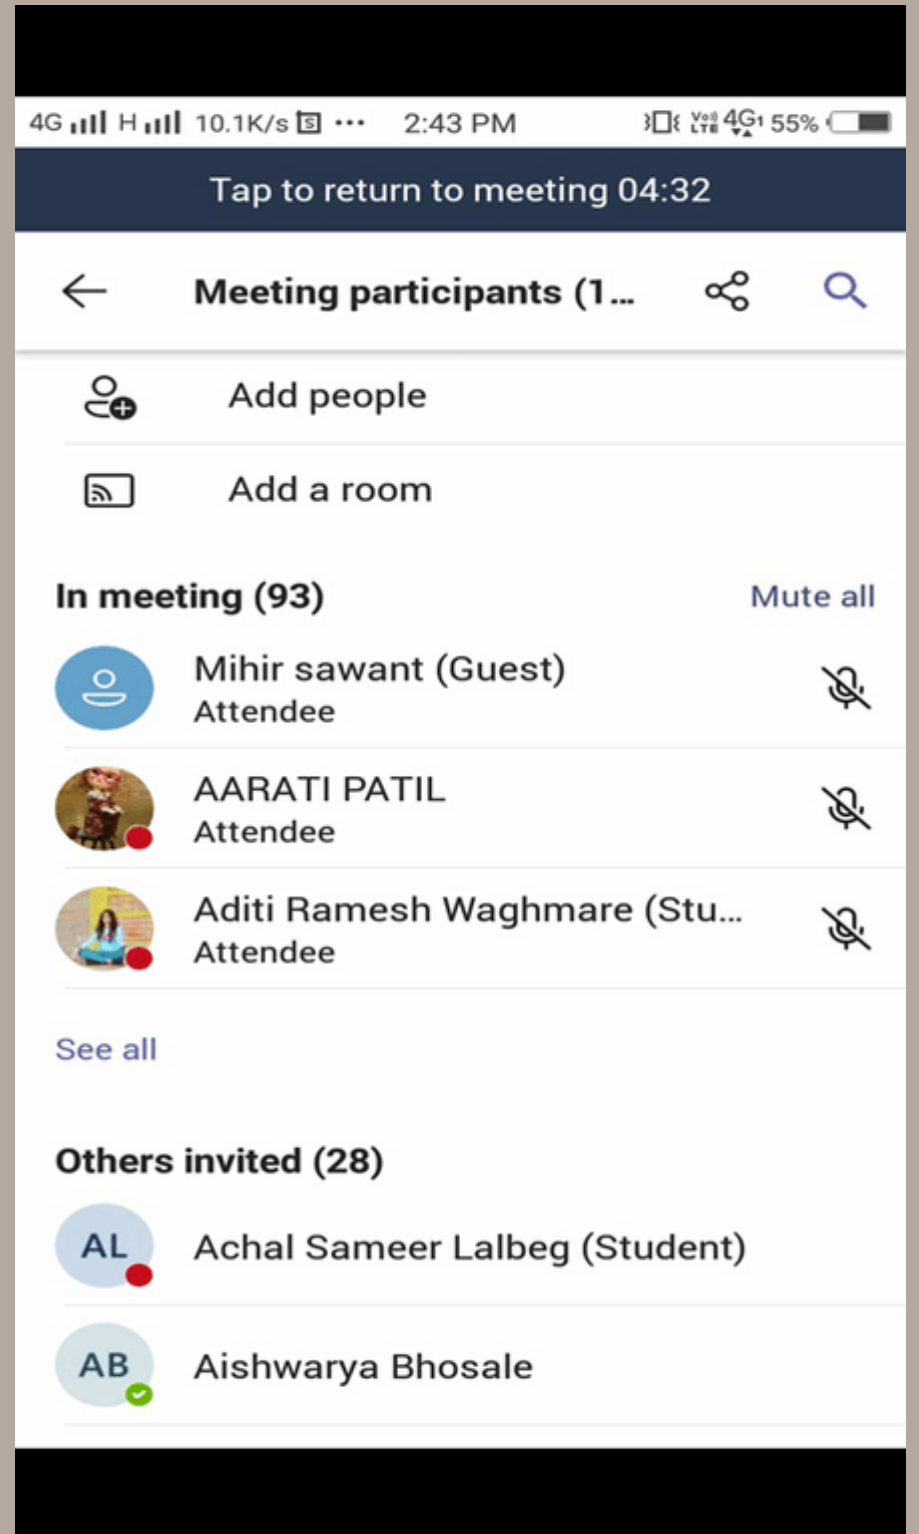 4G H 10.1K/s S ... 2:43 PM VoLTE 4G1 55%
Tap to return to meeting 04:32
Meeting participants (1...
Add people
Add a room
In meeting (93) Mute all
Mihir sawant (Guest)
Attendee
AARATI PATIL
Attendee
Aditi Ramesh Waghmare (Stu...
Attendee
See all
Others invited (28)
AL Achal Sameer Lalbeg (Student)
AB Aishwarya Bhosale